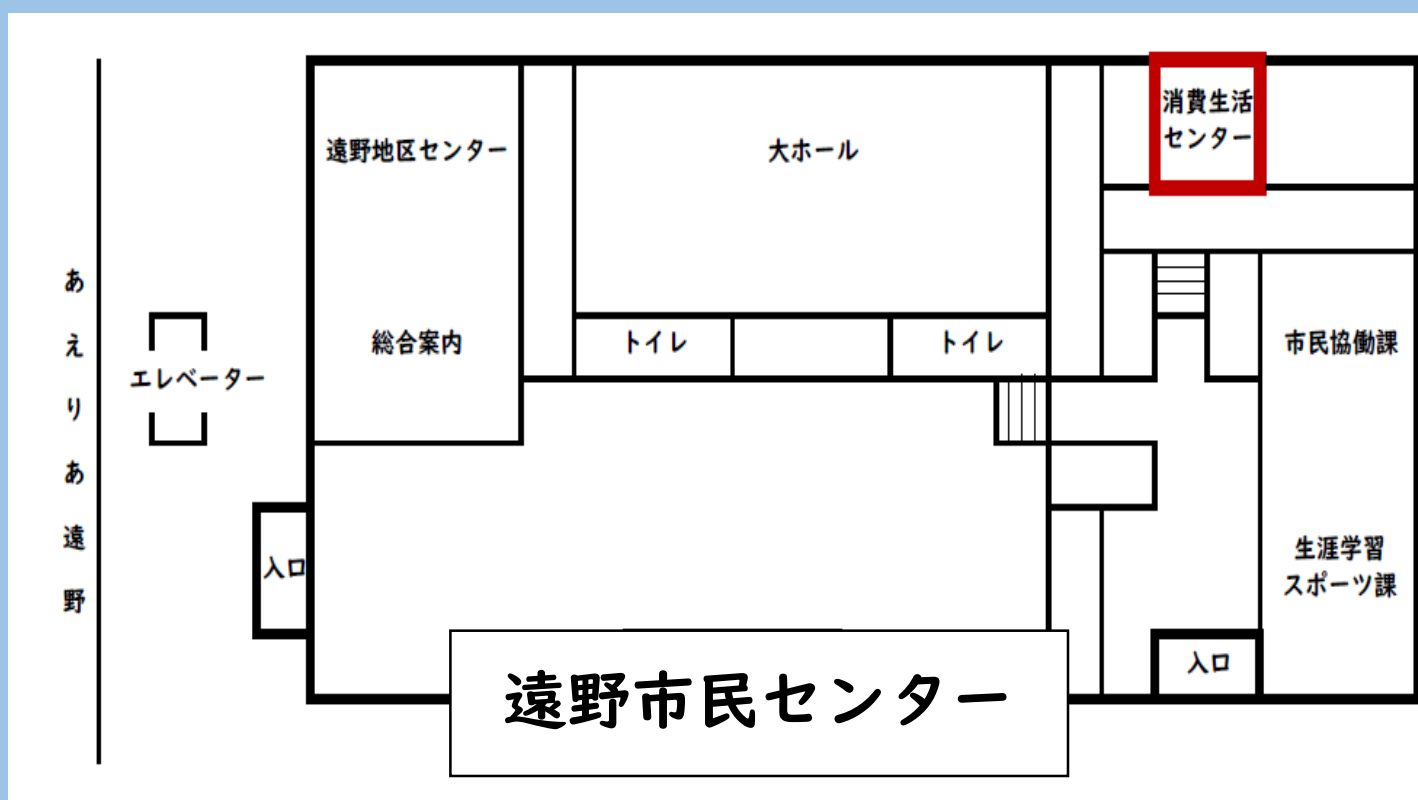 消費生活
センター
遠野地区センター
大ホール
総合案内
トイレ
トイレ
市民協働課
エレベーター
あえりあ遠野
入口
生涯学習
スポーツ課
入口
遠野市民センター